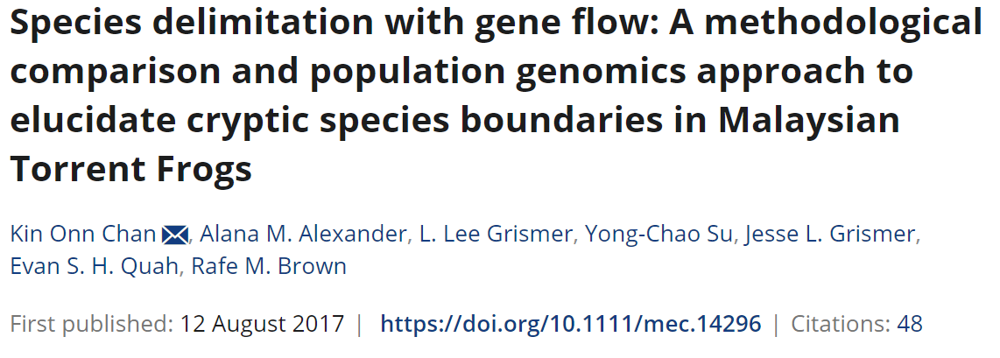 Species delimitation with gene flow: A methodological
comparison and population genomics approach to
elucidate cryptic species boundaries in Malaysian
Torrent Frogs
Kin Onn Chan, Alana M. Alexander, L. Lee Grismer, Yong-Chao Su, Jesse L. Grismer,
Evan S. H. Quah, Rafe M. Brown
First published: 12 August 2017 | https://doi.org/10.1111/mec.14296 | Citations: 48